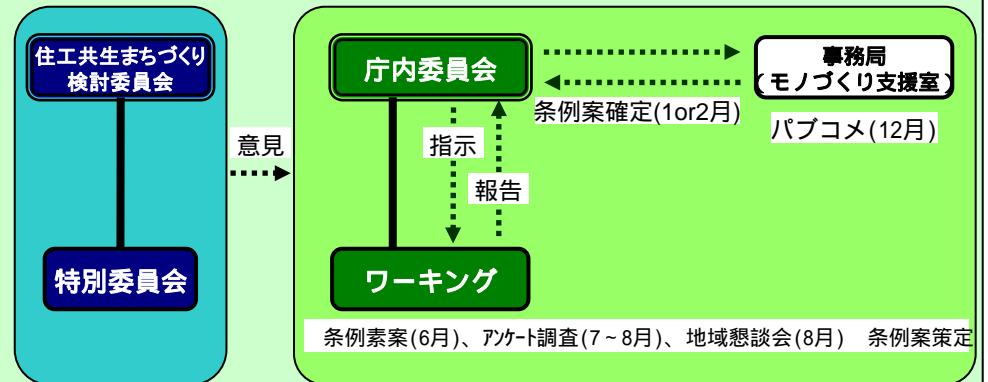 住工共生まちづくり
検討委員会
特別委員会
意見
庁内委員会
事務局
(モノづくり支援室)
条例案確定(1or2月)
パブコメ(12月)
指示
報告
ワーキング
条例素案(6月)、ｱﾝｹｰﾄ調査(7~8月)、地域懇談会(8月) 条例案策定